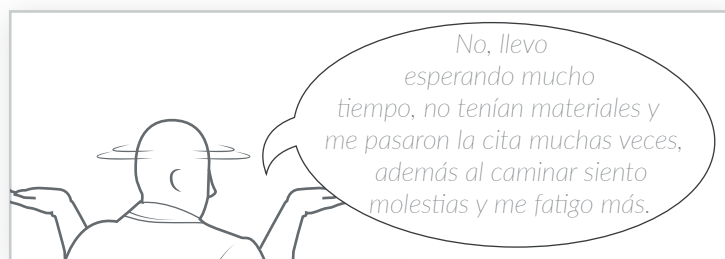 No, llevo
esperando mucho
tiempo, no tenían materiales y
me pasaron la cita muchas veces,
además al caminar siento
molestias y me fatigo más.